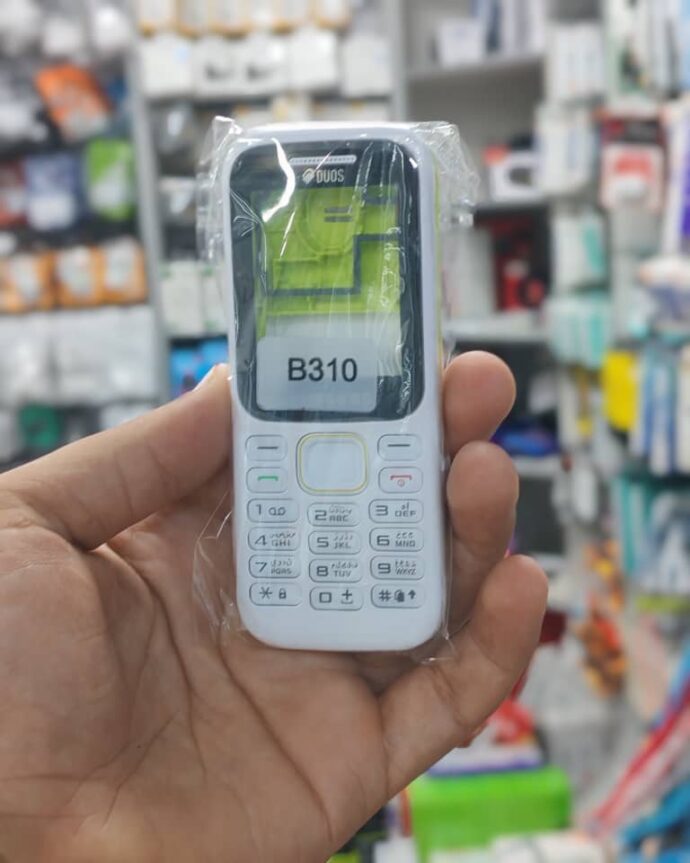 DUOS
B310
1
2 ABC
3 DEF
4 GHI
5 JKL
6 MNO
7 PQRS
8 TUV
9 WXYZ
*
0 +
#